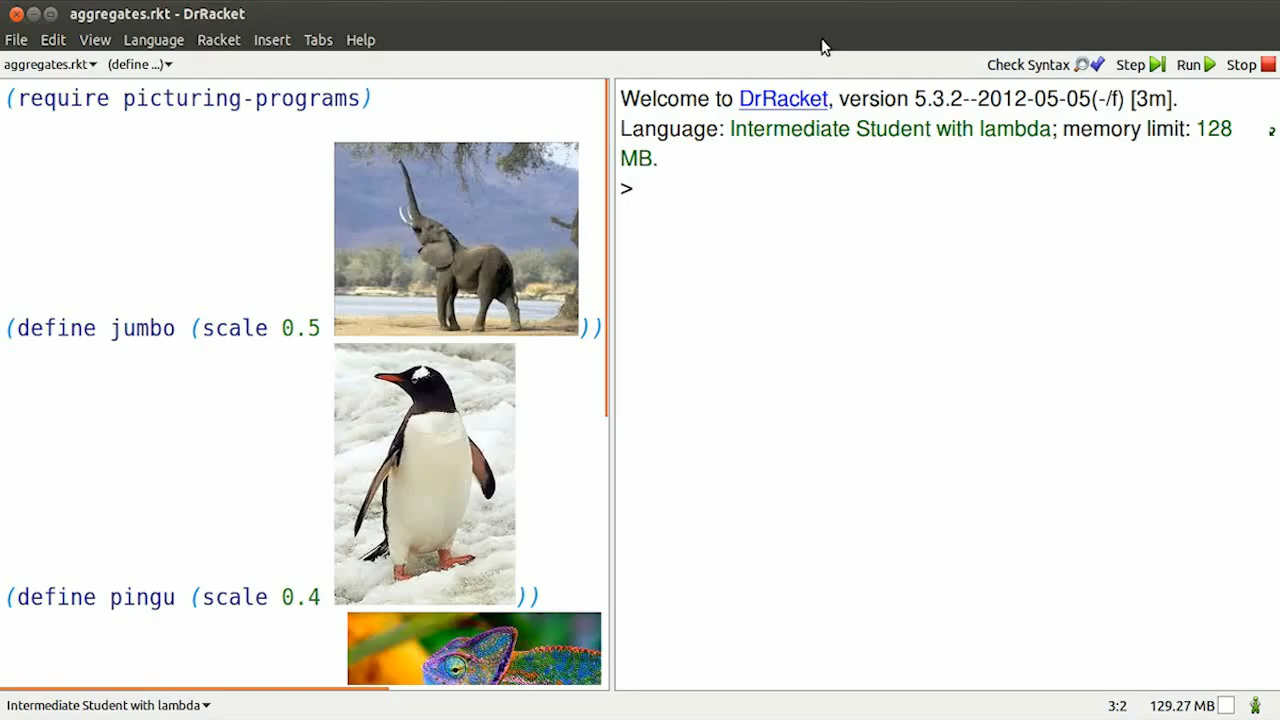 aggregates.rkt - DrRacket
File Edit View Language Racket Insert Tabs Help
aggregates.rkt (define ...) Check Syntax Step Run Stop
(require picturing-programs)
(define jumbo (scale 0.5 ))
(define pingu (scale 0.4 ))
Welcome to DrRacket, version 5.3.2--2012-05-05(-/f) [3m].
Language: Intermediate Student with lambda; memory limit: 128
MB.
>
Intermediate Student with lambda 3:2 129.27 MB